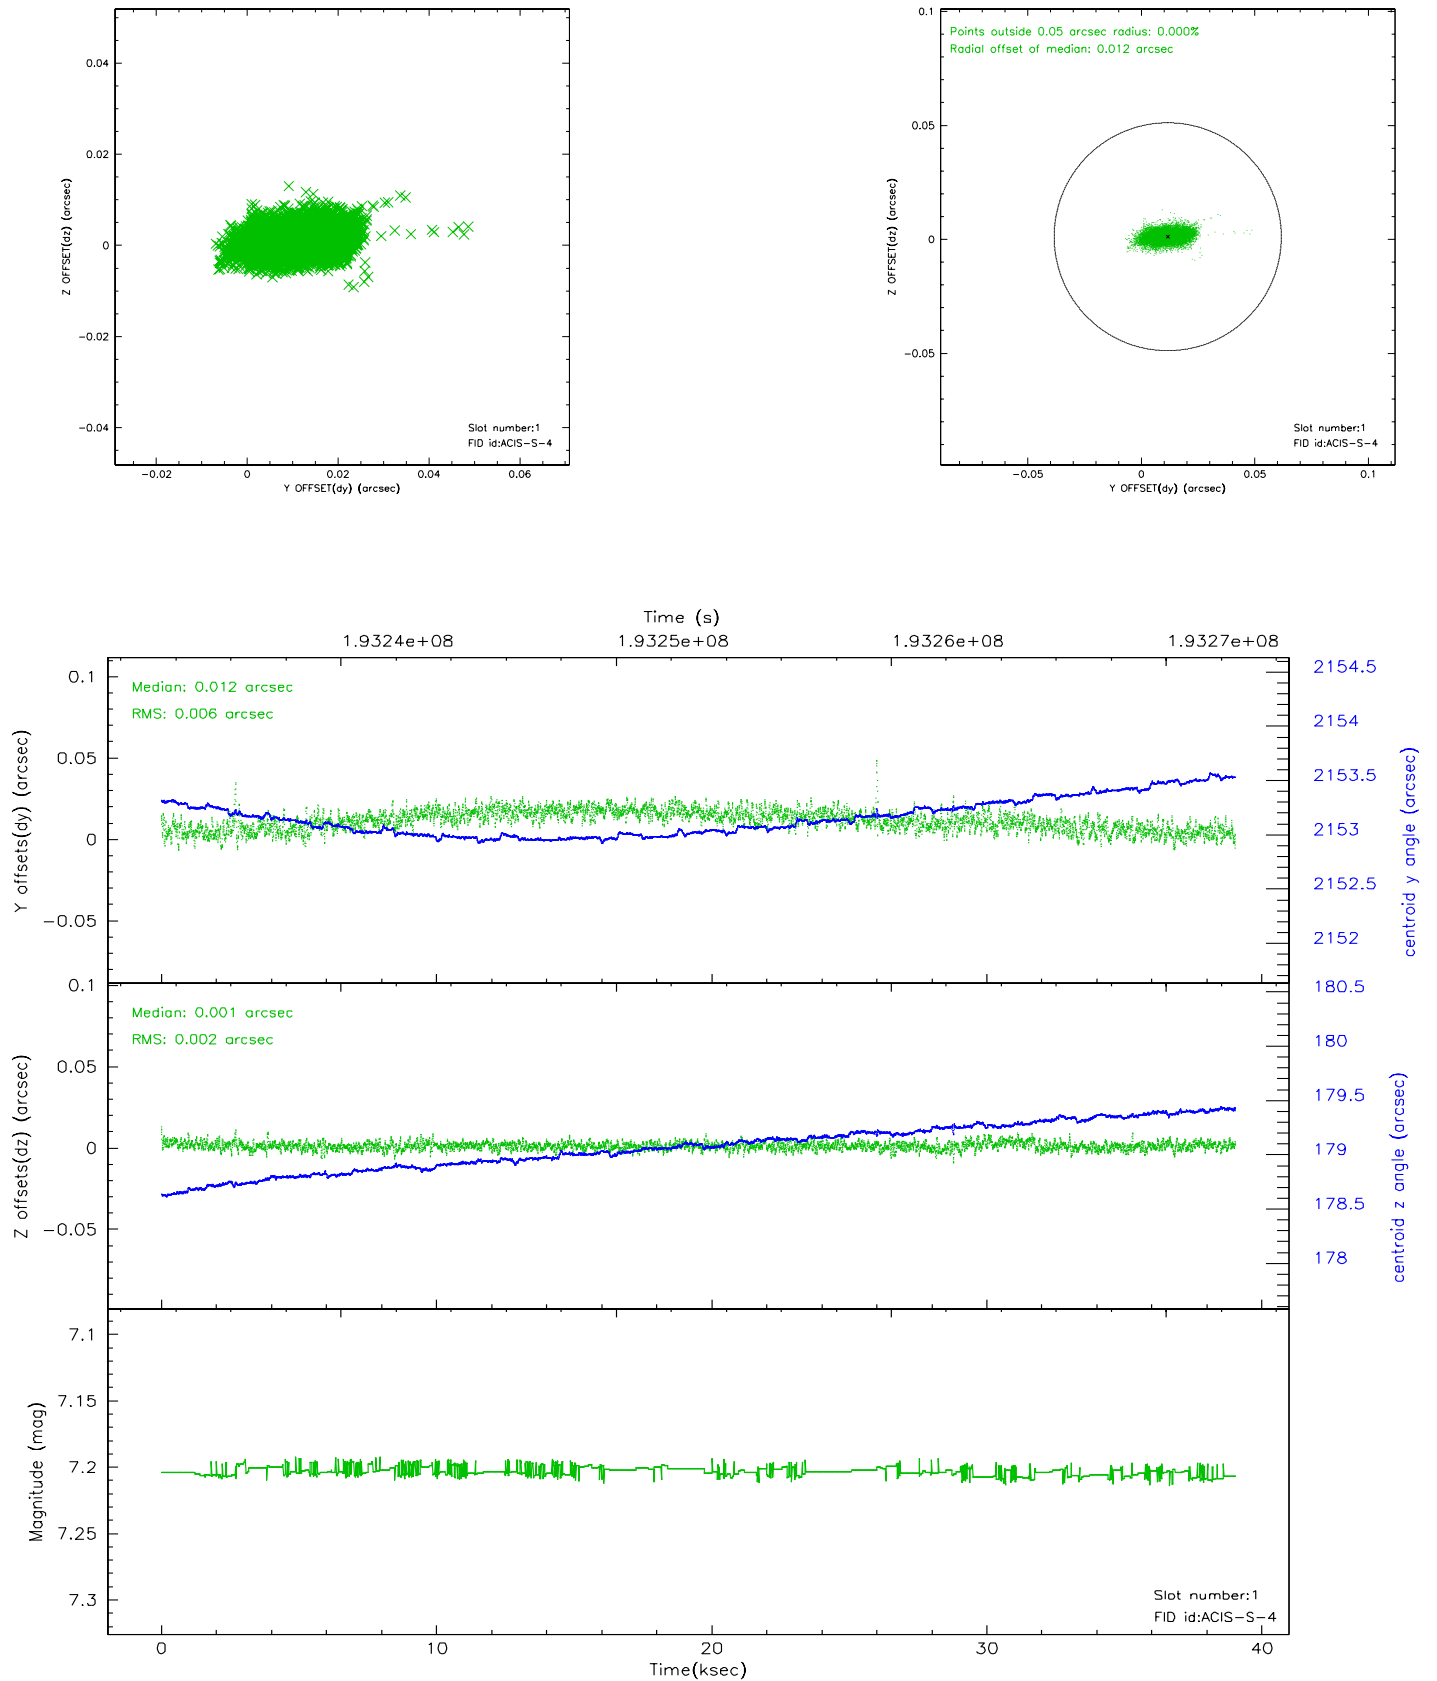 0.04
0.02
0
−0.02
−0.04
Z OFFSET(dz) (arcsec)
Slot number:1
FID id:ACIS−S−4
−0.02
0
0.02
0.04
0.06
Y OFFSET(dy) (arcsec)
0.1
0.05
0
−0.05
Z OFFSET(dz) (arcsec)
Points outside 0.05 arcsec radius: 0.000%
Radial offset of median: 0.012 arcsec
Slot number:1
FID id:ACIS−S−4
−0.05
0
0.05
0.1
Y OFFSET(dy) (arcsec)
Time (s)
1.9324e+08
1.9325e+08
1.9326e+08
1.9327e+08
0.1
0.05
0
−0.05
Y offsets(dy) (arcsec)
Median: 0.012 arcsec
RMS: 0.006 arcsec
2154.5
2154
2153.5
2153
2152.5
2152
centroid y angle (arcsec)
0.1
0.05
0
−0.05
Z offsets(dz) (arcsec)
Median: 0.001 arcsec
RMS: 0.002 arcsec
180.5
180
179.5
179
178.5
178
centroid z angle (arcsec)
7.1
7.15
7.2
7.25
7.3
Magnitude (mag)
Slot number:1
FID id:ACIS−S−4
0
10
20
30
40
Time(ksec)